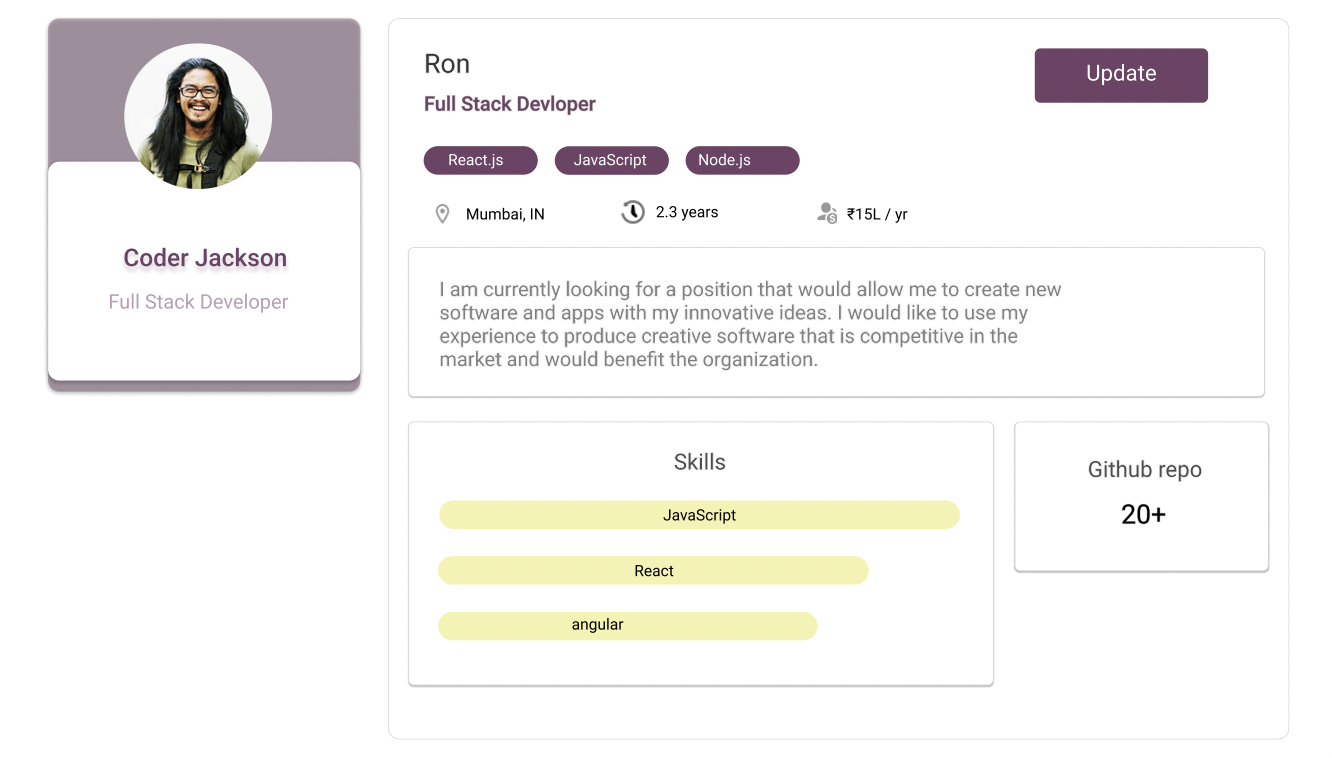 Coder Jackson
Full Stack Developer
Ron
Update
Full Stack Devloper
React.js
JavaScript
Node.js
Mumbai, IN
2.3 years
₹15L / yr
I am currently looking for a position that would allow me to create new
software and apps with my innovative ideas. I would like to use my
experience to produce creative software that is competitive in the
market and would benefit the organization.
Skills
JavaScript
React
angular
Github repo
20+